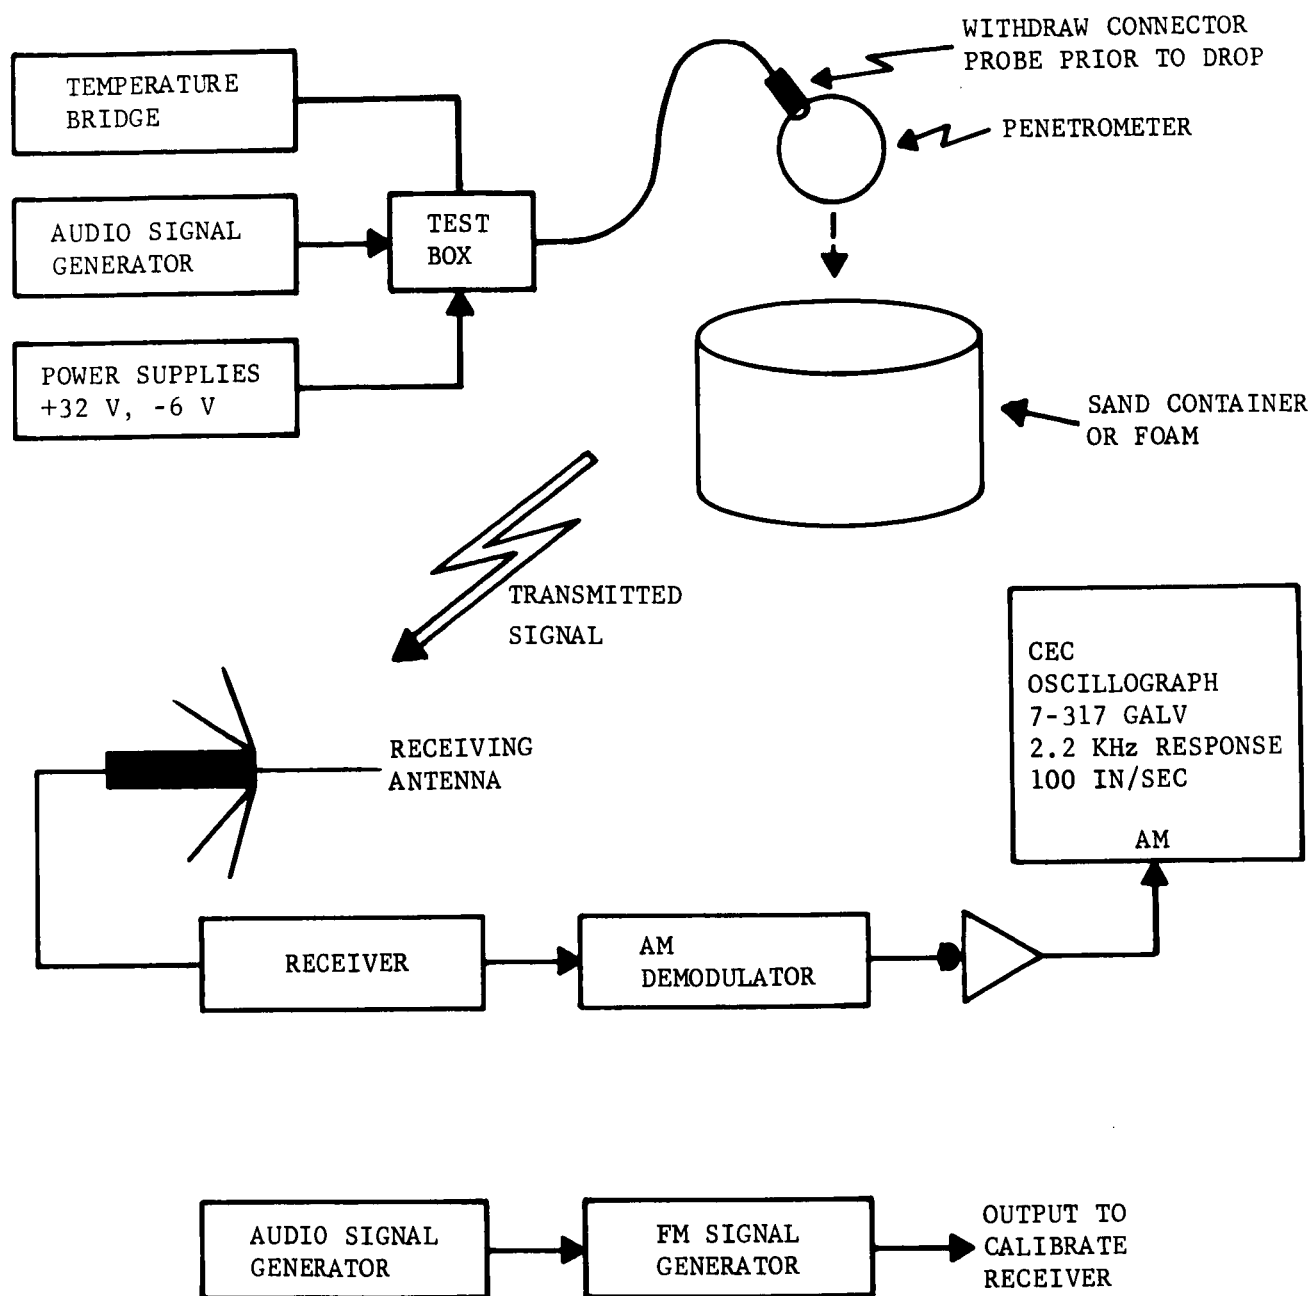 WITHDRAW CONNECTOR
PROBE PRIOR TO DROP
TEMPERATURE
BRIDGE
PENETROMETER
AUDIO SIGNAL
GENERATOR
TEST
BOX
POWER SUPPLIES
+32 V, -6 V
SAND CONTAINER
OR FOAM
TRANSMITTED
SIGNAL
RECEIVING
ANTENNA
CEC
OSCILLOGRAPH
7-317 GALV
2.2 KHz RESPONSE
100 IN/SEC
AM
RECEIVER
AM
DEMODULATOR
AUDIO SIGNAL
GENERATOR
FM SIGNAL
GENERATOR
OUTPUT TO
CALIBRATE
RECEIVER